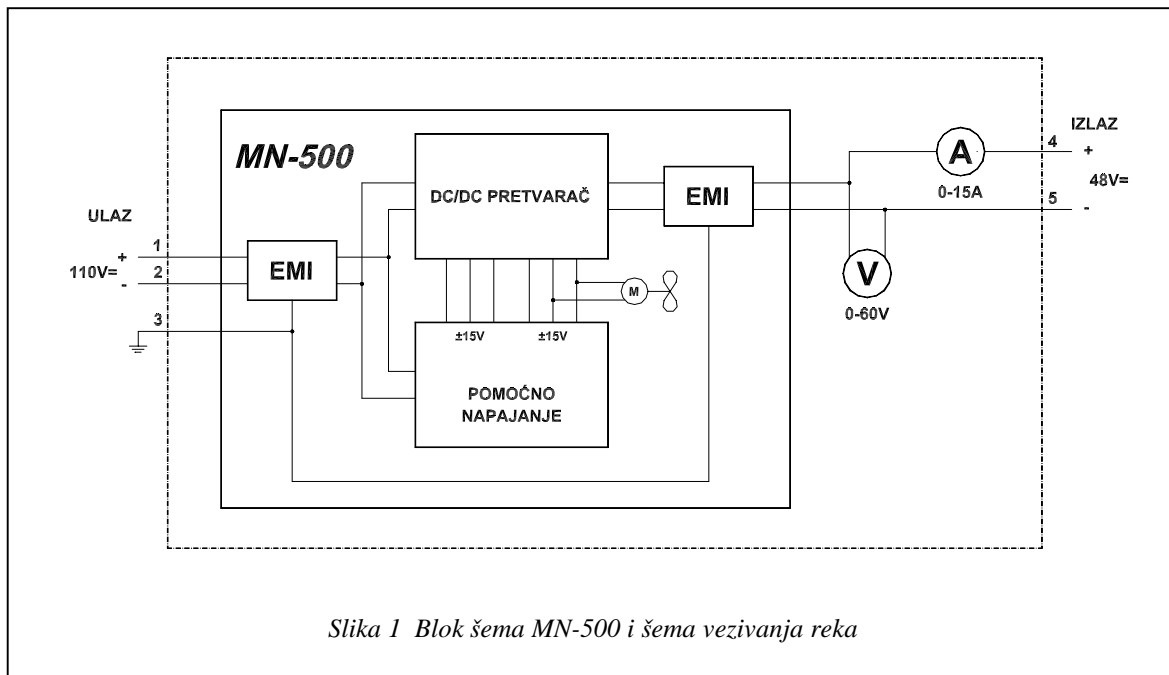 MN-500
DC/DC PRETVARAČ
EMI
A
0-15A
4
IZLAZ
+
48V=
5
-
ULAZ
1
+
110V=
2
-
EMI
3
V
0-60V
M
±15V
±15V
POMOĆNO
NAPAJANJE
Slika 1 Blok šema MN-500 i šema vezivanja reka